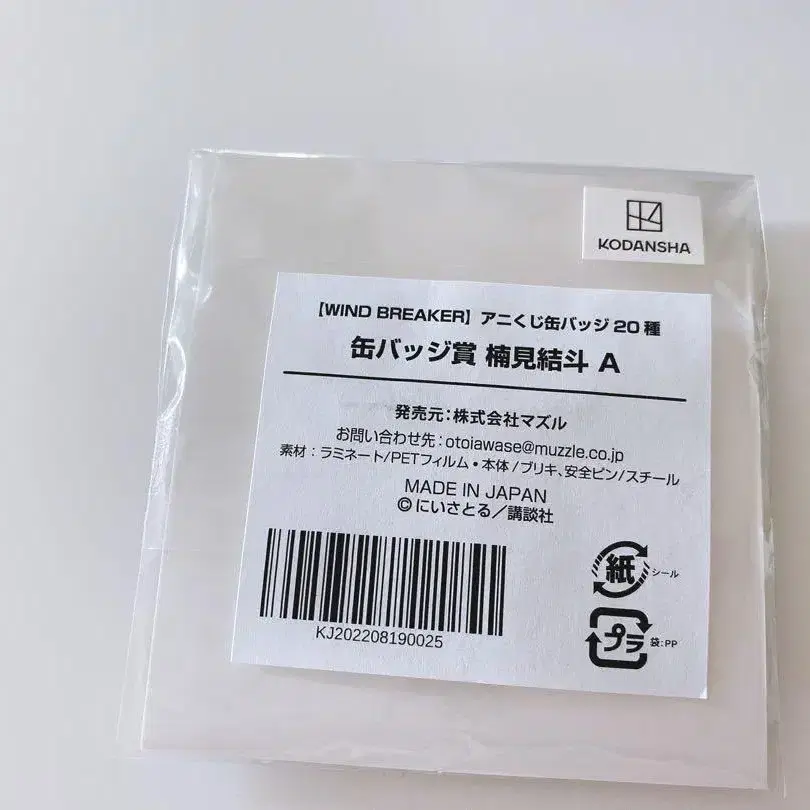 KODANSHA
【WIND BREAKER】アニくじ缶バッジ20種
缶バッジ賞 楠見結斗 A
発売元:株式会社マズル
お問い合わせ先:otoiawase@muzzle.co.jp
素材:ラミネート/PETフィルム・本体/ブリキ、安全ピン/スチール
MADE IN JAPAN
©にいさとる/講談社
KJ202208190025
紙 シール
プラ 袋:PP